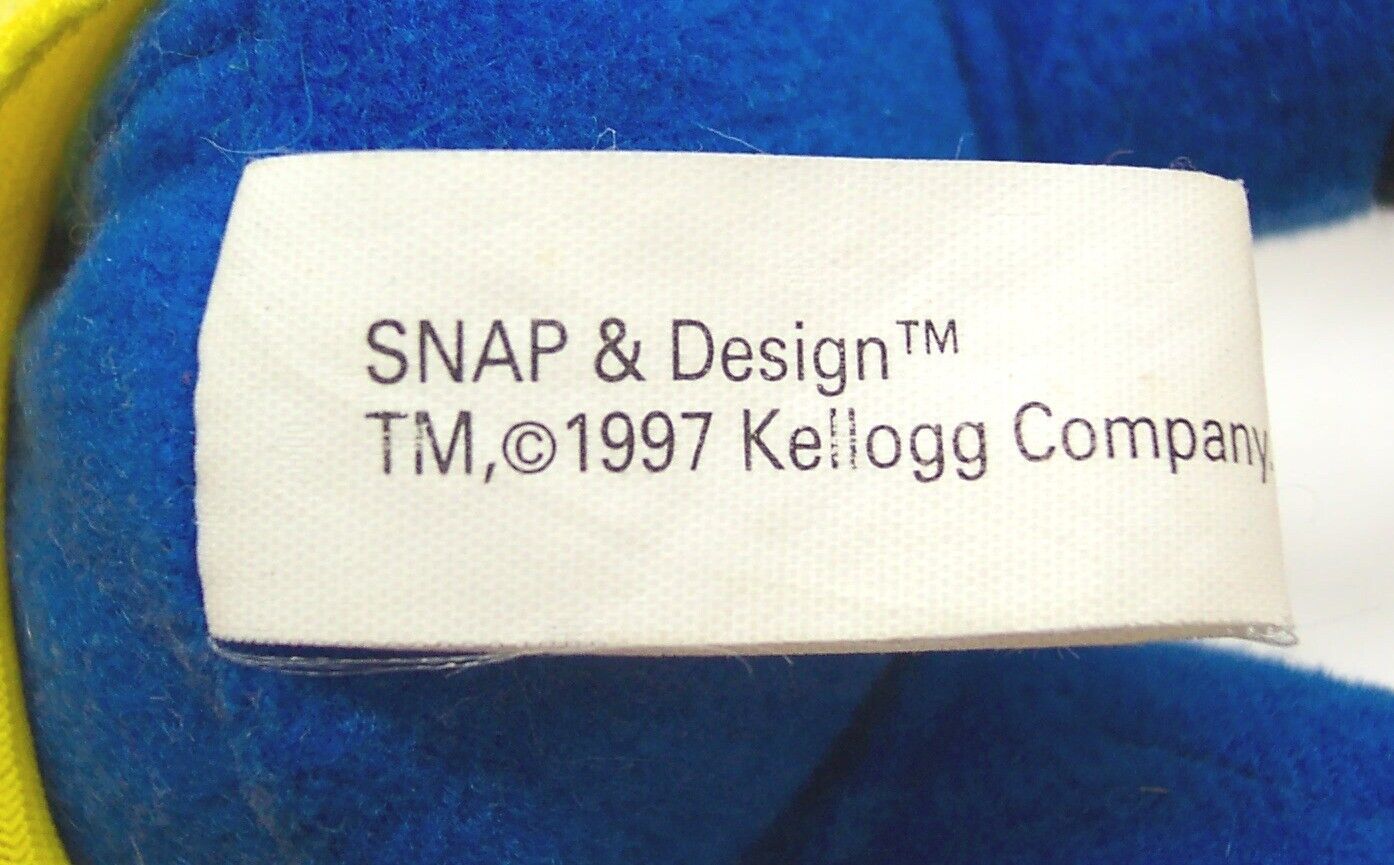 SNAP & Design™
TM,©1997 Kellogg Company.